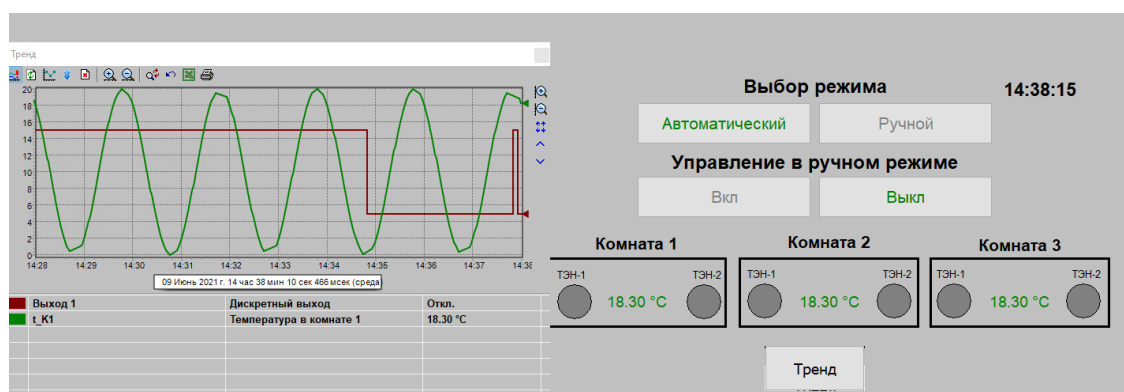 Тренд
20
18
16
14
12
10
8
6
4
2
0
14:28 14:29 14:30 14:31 14:32 14:33 14:34 14:35 14:36 14:37 14:38
09 Июнь 2021 г. 14 час 38 мин 10 сек 466 мсек (среда)
Выход 1 Дискретный выход Откл.
t_K1 Температура в комнате 1 18.30 °C
Выбор режима 14:38:15
Автоматический Ручной
Управление в ручном режиме
Вкл Выкл
Комната 1 Комната 2 Комната 3
ТЭН-1 ТЭН-2 ТЭН-1 ТЭН-2 ТЭН-1 ТЭН-2
18.30 °C 18.30 °C 18.30 °C
Тренд